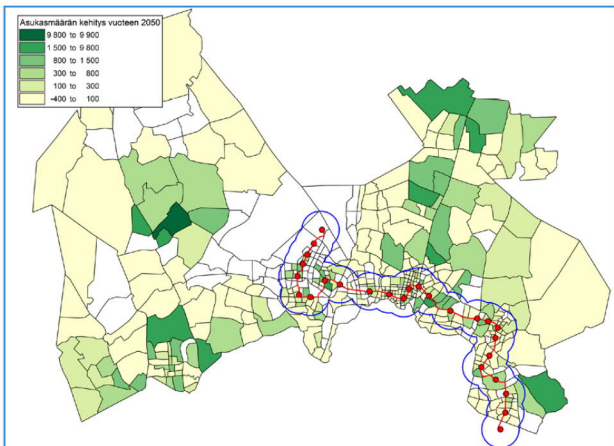 Asukasmäärän kehitys vuoteen 2050
9 800 to 9 900
1 500 to 9 800
800 to 1 500
300 to 800
100 to 300
-400 to 100